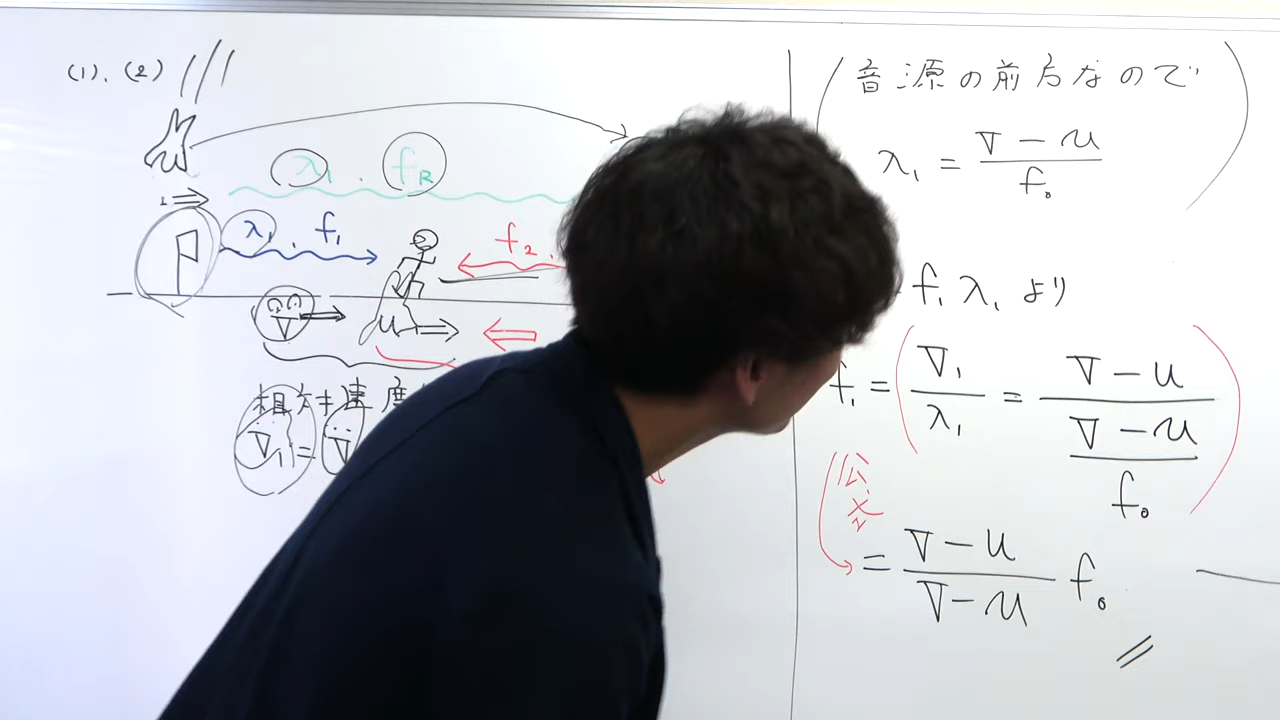 (1)、(2)
λ₁ . fR
λ₁ . f₁
f₂ .
V
u
相対速度
V₁ = V
音源の前方なので
λ₁ = (V - u) / f₀
f₁ λ₁ より
f₁ = ( V₁ / λ₁ = (V - u) / ((V - u) / f₀) )
公式
= (V - u) / (V - u) f₀